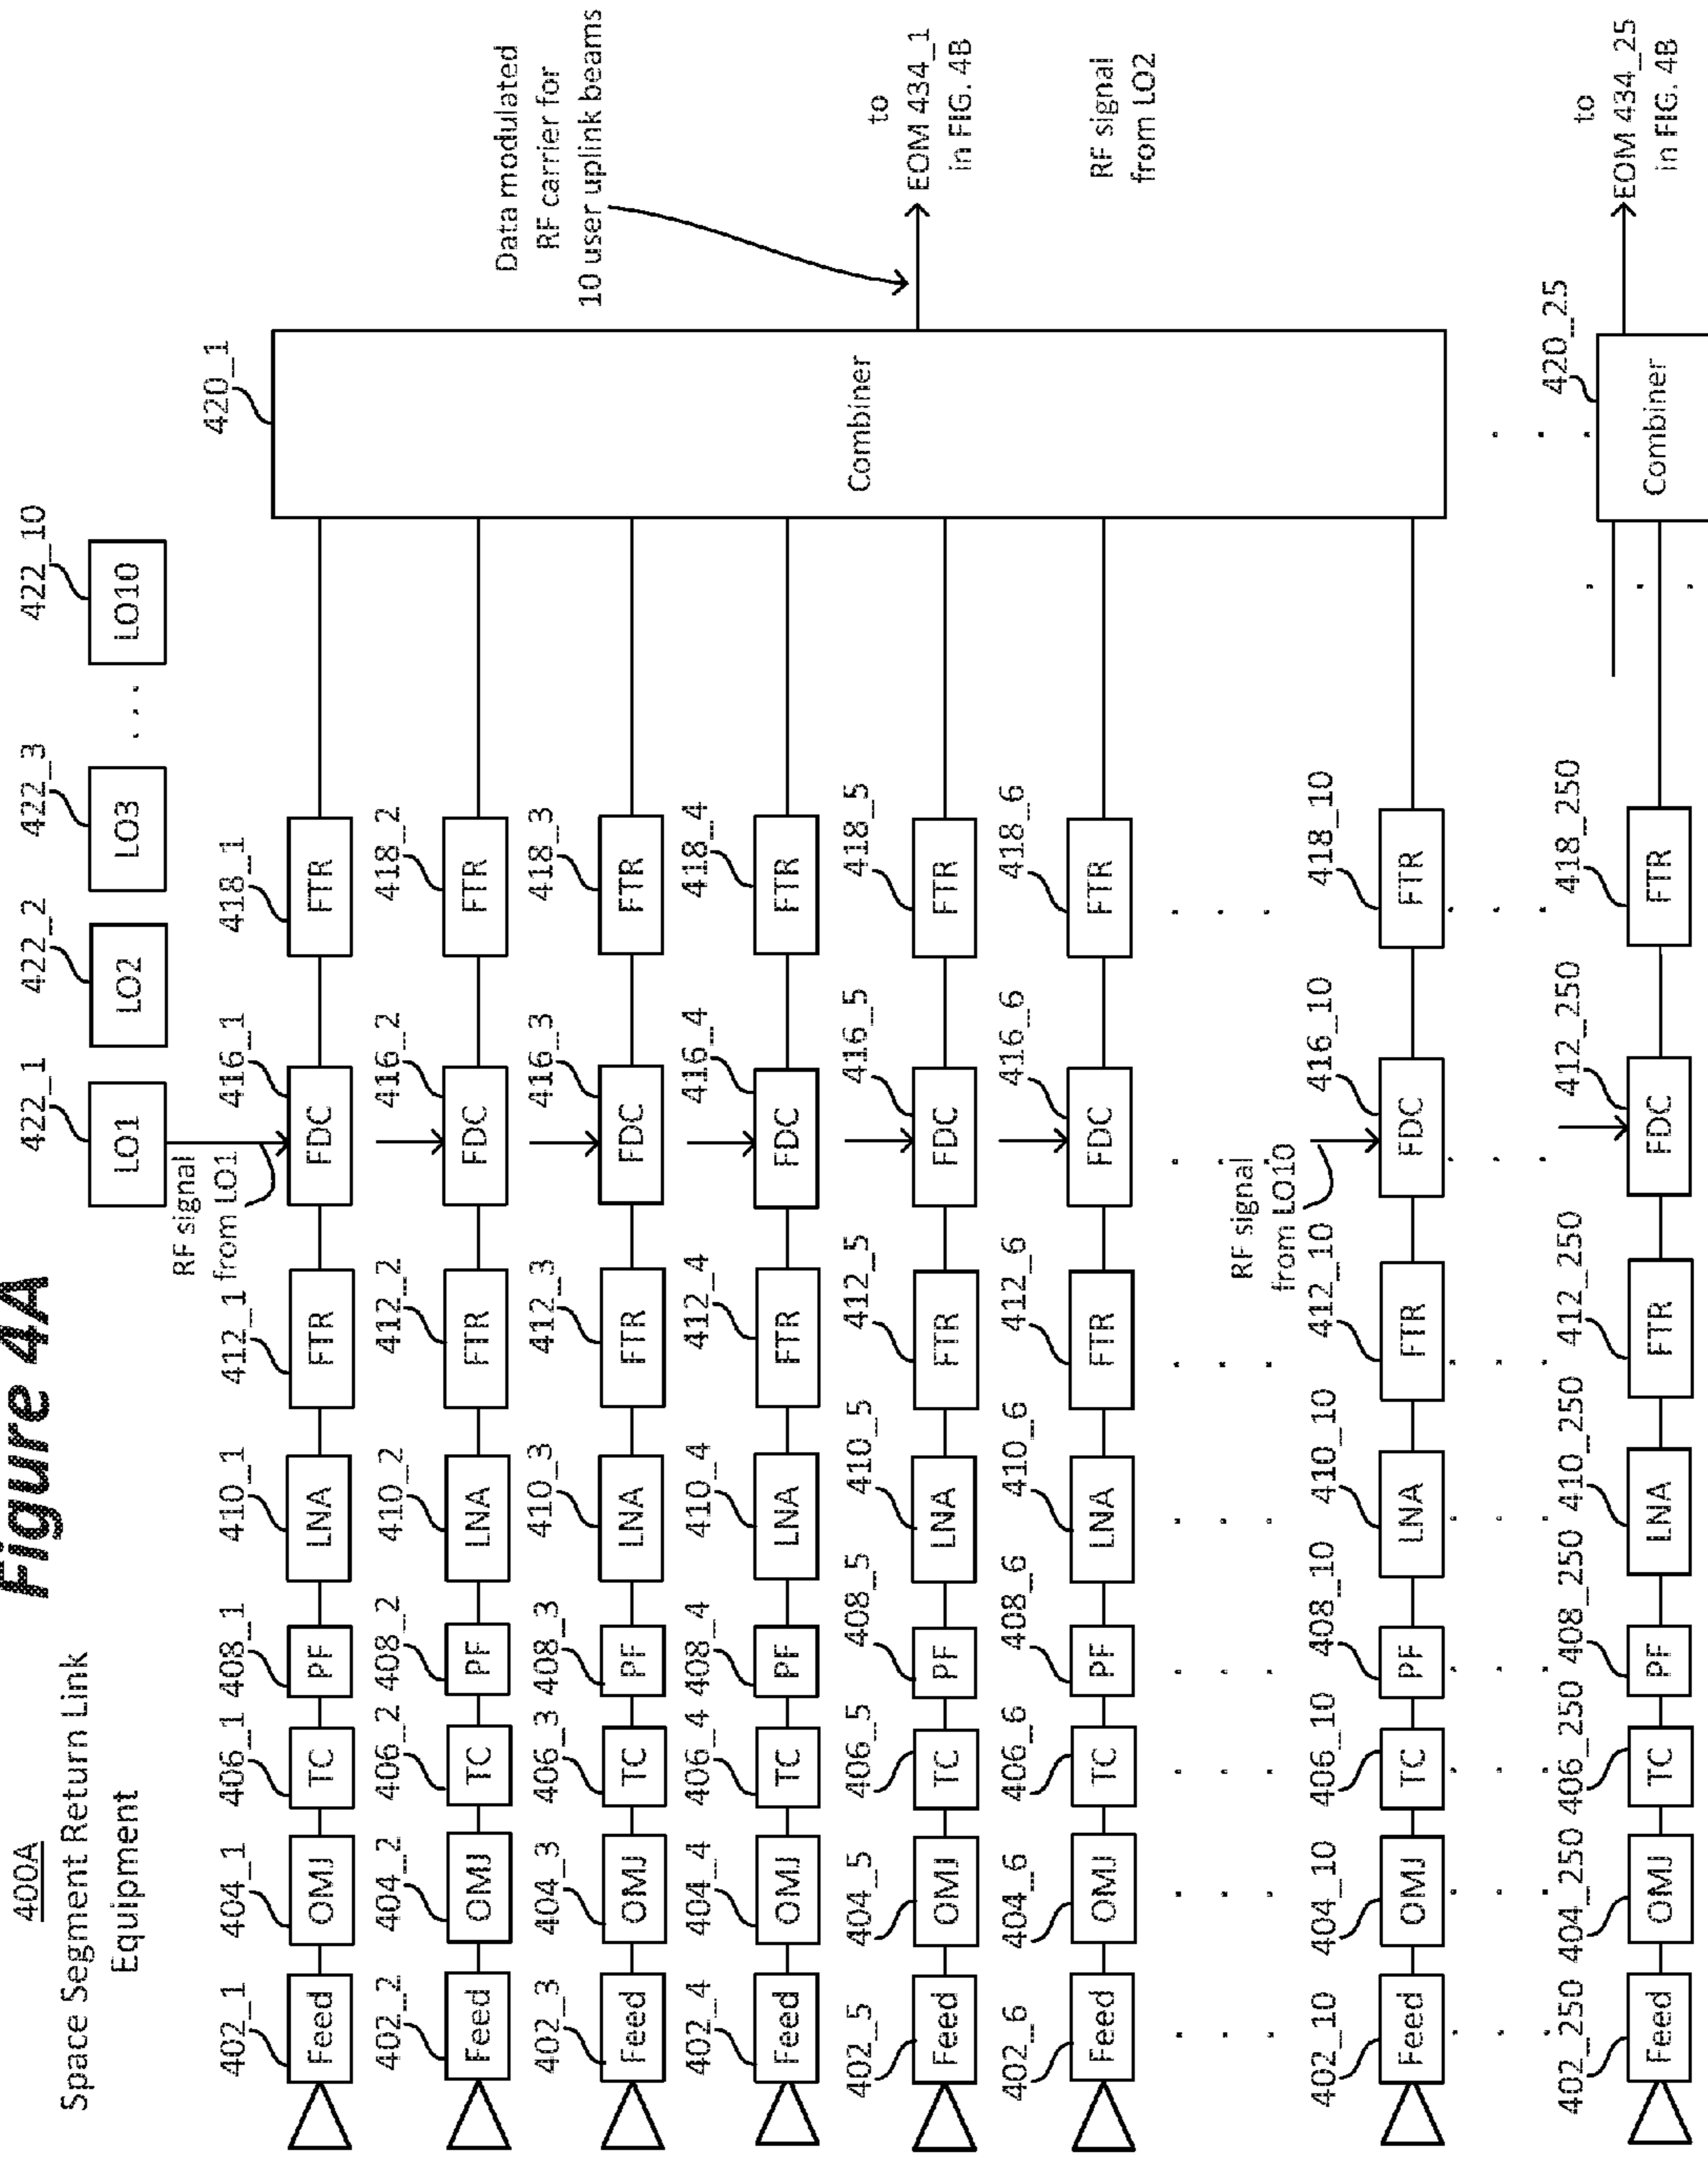 Figure 4A
400A
Space Segment Return Link
Equipment
422_1
422_2
422_3
422_10
LO1
LO2
LO3
. . .
LO10
RF signal
from LO1
402_1
404_1
406_1
408_1
410_1
412_1
416_1
418_1
420_1
Feed
OMJ
TC
PF
LNA
FTR
FDC
FTR
402_2
404_2
406_2
408_2
410_2
412_2
416_2
418_2
Feed
OMJ
TC
PF
LNA
FTR
FDC
FTR
402_3
404_3
406_3
408_3
410_3
412_3
416_3
418_3
Feed
OMJ
TC
PF
LNA
FTR
FDC
FTR
Data modulated
RF carrier for
10 user uplink beams
402_4
404_4
406_4
408_4
410_4
412_4
416_4
418_4
Feed
OMJ
TC
PF
LNA
FTR
FDC
FTR
Combiner
402_5
404_5
406_5
408_5
410_5
412_5
416_5
418_5
Feed
OMJ
TC
PF
LNA
FTR
FDC
FTR
to
EOM 434_1
in FIG. 4B
402_6
404_6
406_6
408_6
410_6
412_6
416_6
418_6
Feed
OMJ
TC
PF
LNA
FTR
FDC
FTR
RF signal
from LO2
RF signal
from LO10
402_10
404_10
406_10
408_10
410_10
412_10
416_10
418_10
Feed
OMJ
TC
PF
LNA
FTR
FDC
FTR
402_250
404_250
406_250
408_250
410_250
412_250
412_250
418_250
420_25
Feed
OMJ
TC
PF
LNA
FTR
FDC
FTR
Combiner
to
EOM 434_25
in FIG. 4B